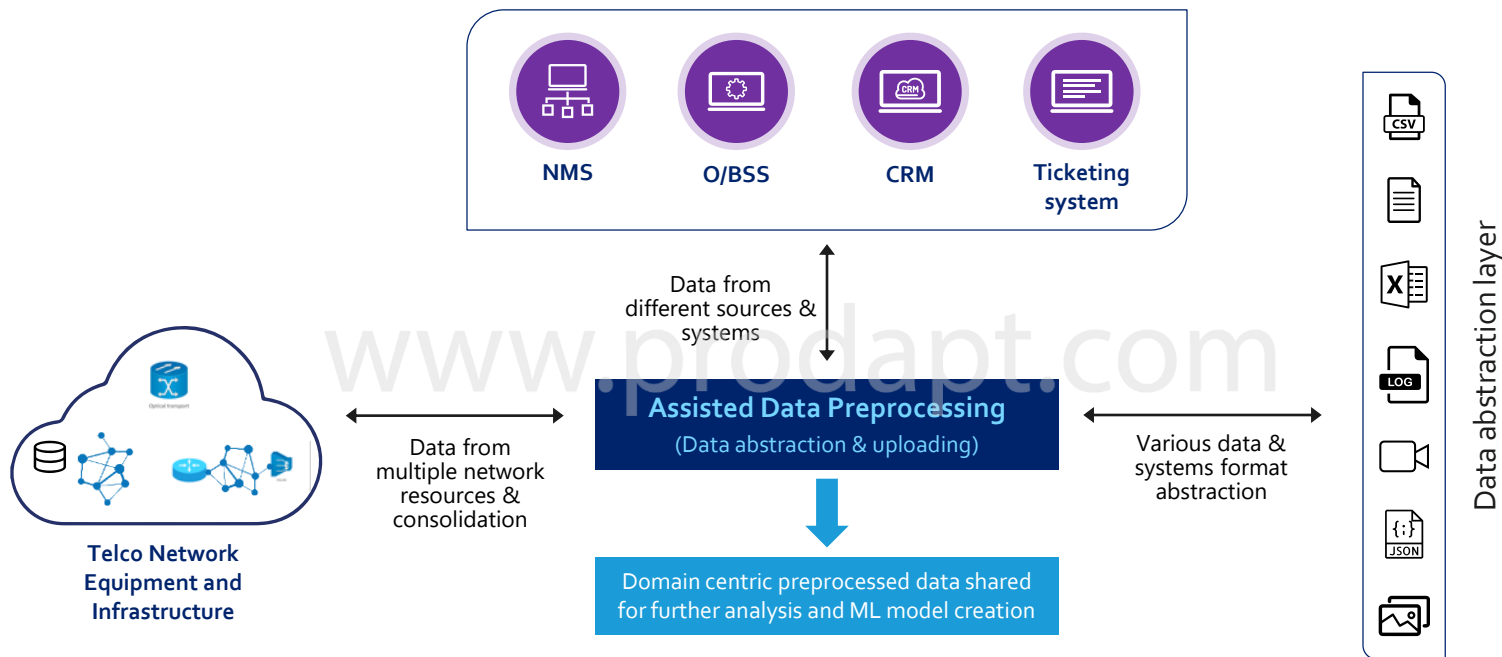 CRM
NMS
O/BSS
CRM
Ticketing
system
Data from
different sources &
systems
www.prodapt.com
Optical transport
Telco Network
Equipment and
Infrastructure
Data from
multiple network
resources &
consolidation
Assisted Data Preprocessing
(Data abstraction & uploading)
Domain centric preprocessed data shared
for further analysis and ML model creation
Various data &
systems format
abstraction
CSV
X
LOG
{;}
JSON
Data abstraction layer